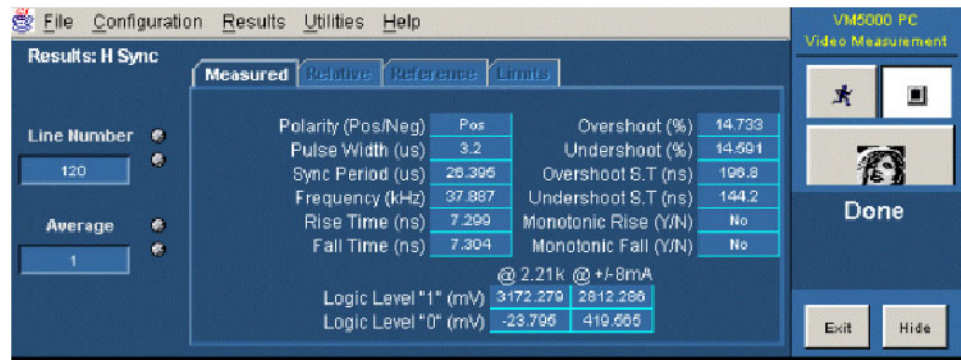 File Configuration Results Utilities Help
VM5000 PC
Video Measurement
Results: H Sync
Measured Relative Reference Limits
Line Number
120
Average
1
Polarity (Pos/Neg) Pos
Pulse Width (us) 3.2
Sync Period (us) 26.395
Frequency (kHz) 37.887
Rise Time (ns) 7.299
Fall Time (ns) 7.304
Overshoot (%) 14.733
Undershoot (%) 14.591
Overshoot S.T (ns) 196.8
Undershoot S.T (ns) 144.2
Monotonic Rise (Y/N) No
Monotonic Fall (Y/N) No
@ 2.21k @ +/-8mA
Logic Level "1" (mV) 3172.279 2812.286
Logic Level "0" (mV) -23.795 419.565
Done
Exit Hide